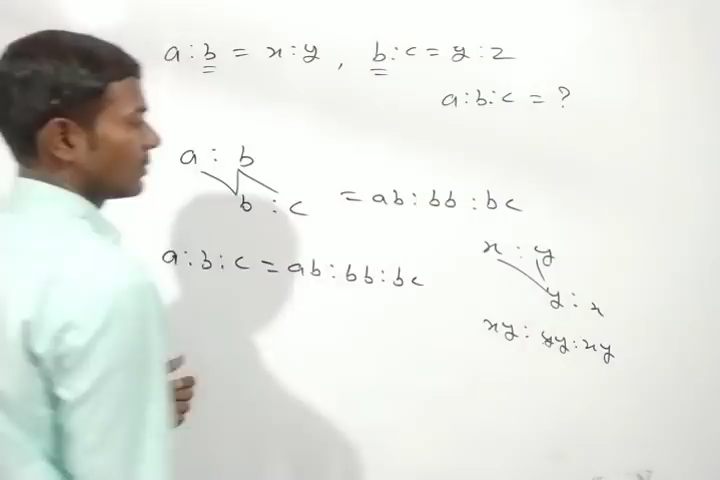 a : b = x : y , b : c = y : z
a : b : c = ?
a : b
b : c = ab : bb : bc
a : b : c = ab : bb : bc
x : y
y : x
xy : yy : xy